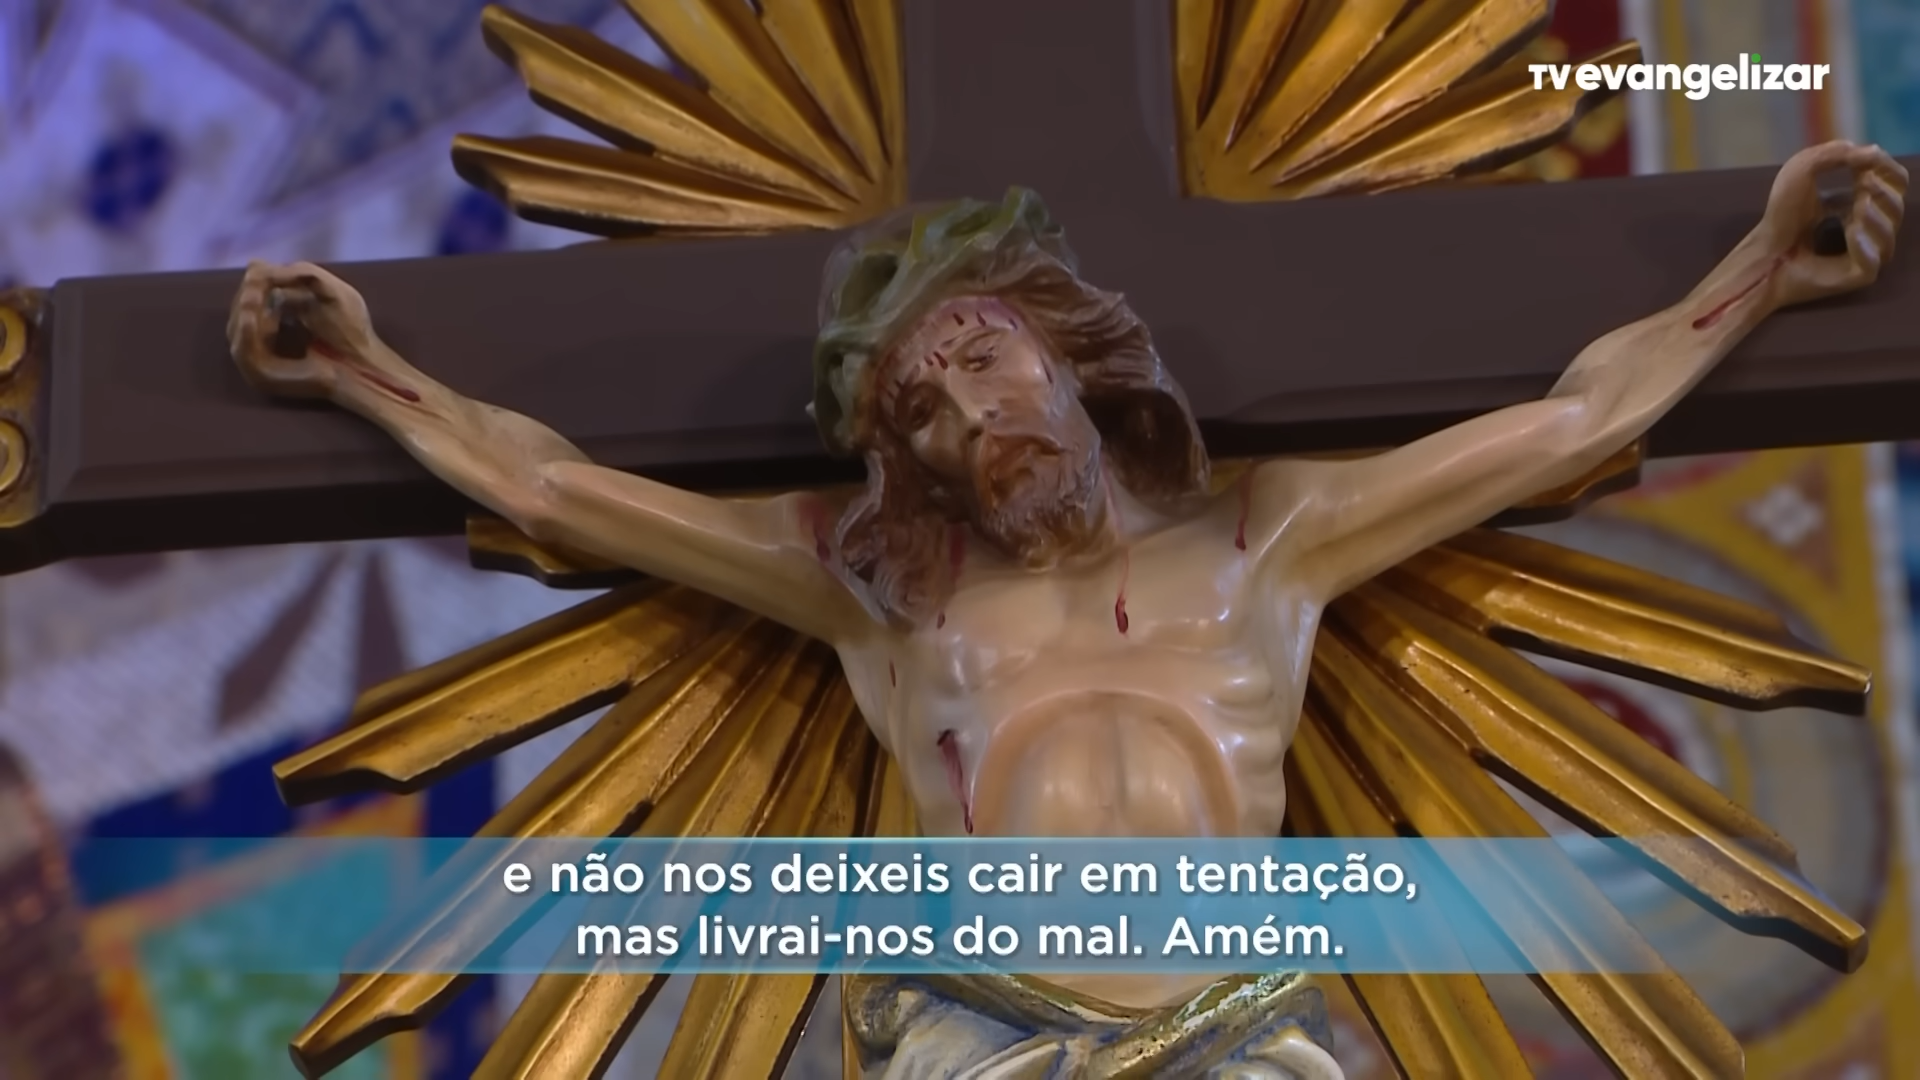 TVevangelizar
e não nos deixeis cair em tentação,
mas livrai-nos do mal. Amém.